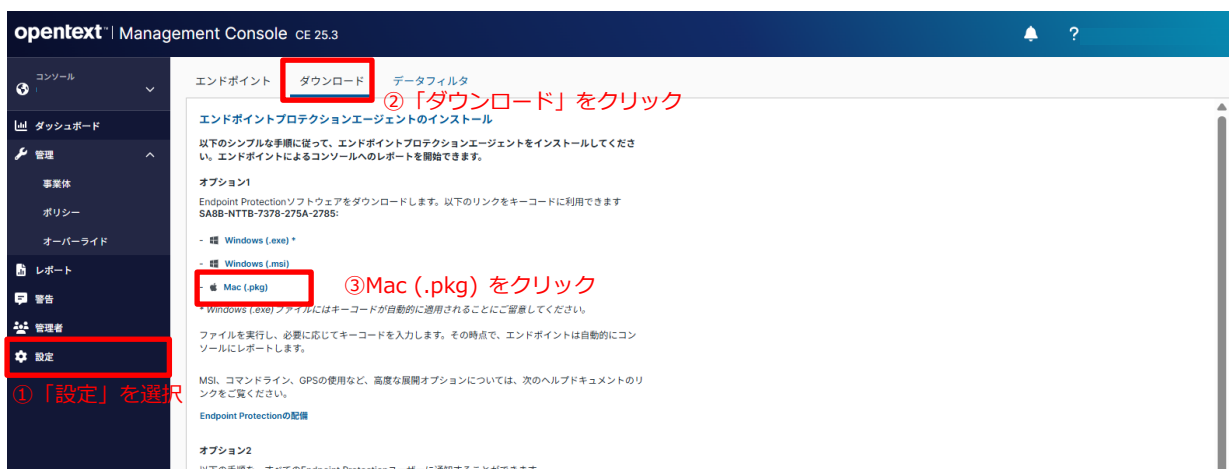 opentext™ | Management Console CE 25.3
?
コンソール
ダッシュボード
管理
事業体
ポリシー
オーバーライド
レポート
警告
管理者
設定
①「設定」を選択
エンドポイント ダウンロード データフィルタ
②「ダウンロード」をクリック
エンドポイントプロテクションエージェントのインストール
以下のシンプルな手順に従って、エンドポイントプロテクションエージェントをインストールしてくださ
い。エンドポイントによるコンソールへのレポートを開始できます。
オプション1
Endpoint Protectionソフトウェアをダウンロードします。以下のリンクをキーコードに利用できます
SA8B-NTTB-7378-275A-2785:
- Windows (.exe) *
- Windows (.msi)
- Mac (.pkg)
③Mac (.pkg) をクリック
* Windows (.exe)ファイルにはキーコードが自動的に適用されることにご留意してください。
ファイルを実行し、必要に応じてキーコードを入力します。その時点で、エンドポイントは自動的にコン
ソールにレポートします。
MSI、コマンドライン、GPSの使用など、高度な展開オプションについては、次のヘルプドキュメントのリ
ンクをご覧ください。
Endpoint Protectionの配備
オプション2